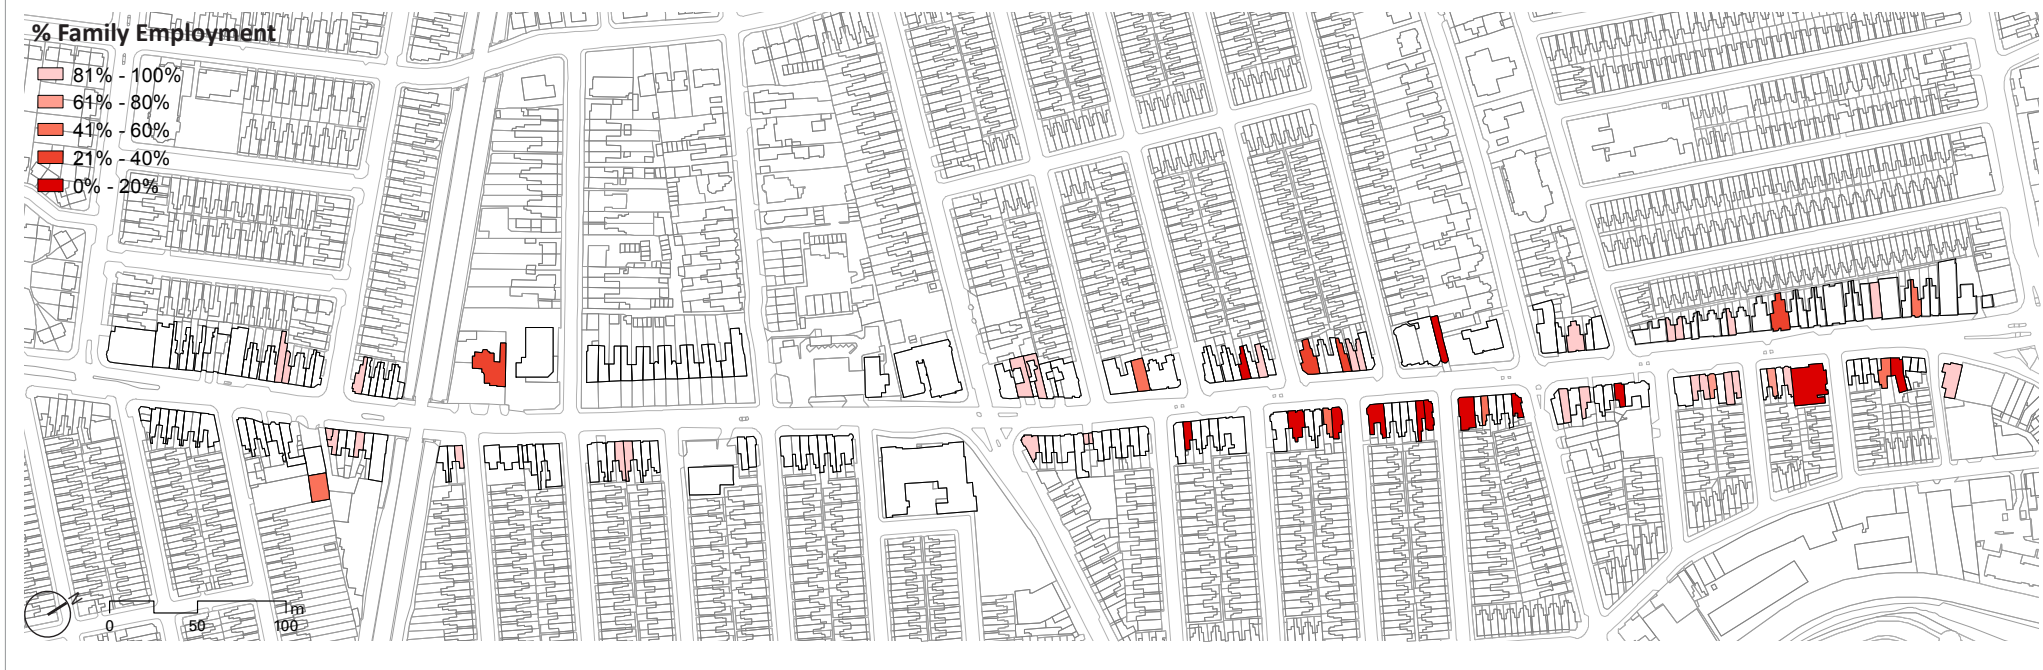 % Family Employment
81% - 100%
61% - 80%
41% - 60%
21% - 40%
0% - 20%
N
m
0 50 100